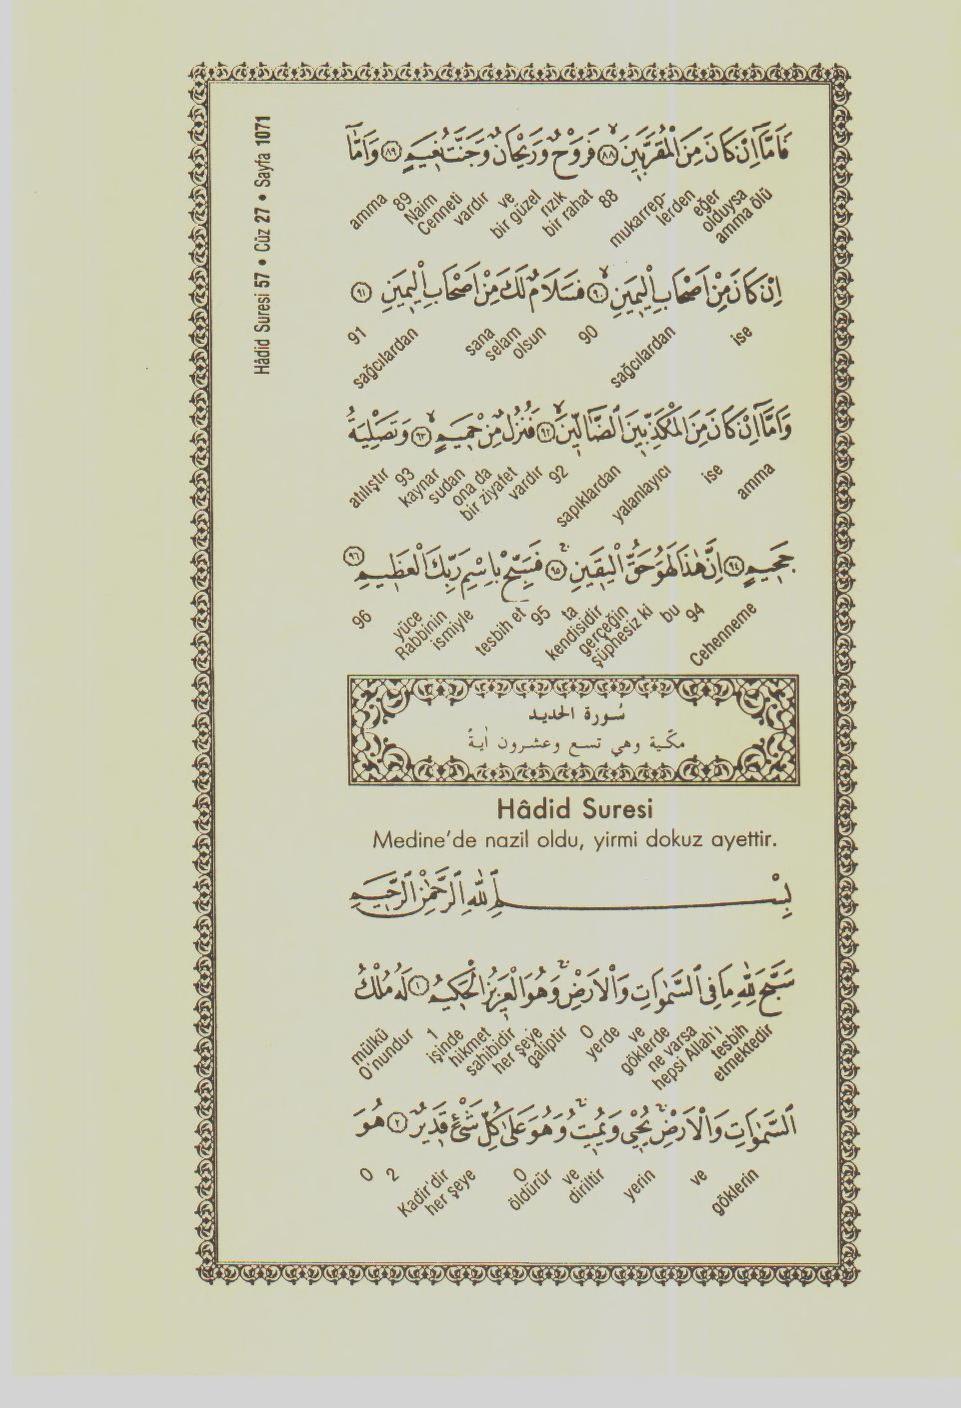 Hâdid Suresi 57 • Cüz 27 • Sayfa 1071
فَاَمَّٓا اِنْ كَانَ مِنَ الْمُقَرَّب۪ينَۙ ﴿٨٨﴾ فَرَوْحٌ وَرَيْحَانٌ وَجَنَّتُ نَع۪يمٍ ﴿٨٩﴾ وَاَمَّٓا
amma ölü olduysa eğer mukarrep-lerden 88 bir rahat rızık bir güzel ve vardır Cenneti Naim 89 amma
اِنْ كَانَ مِنْ اَصْحَابِ الْيَم۪ينِۙ ﴿٩٠﴾ فَسَلَامٌ لَكَ مِنْ اَصْحَابِ الْيَم۪ينِ ﴿٩١﴾
ise sağcılardan 90 olsun selam sana sağcılardan 91
وَاَمَّٓا اِنْ كَانَ مِنَ الْمُكَذِّب۪ينَ الضَّٓالّ۪ينَۙ ﴿٩٢﴾ فَنُزُلٌ مِنْ حَم۪يمٍۙ ﴿٩٣﴾ وَتَصْلِيَةُ
amma ise yalanlayıcı sapıklardan 92 vardır bir ziyafet ona da sudan kaynar 93 atılıştır
جَح۪يمٍ ﴿٩٤﴾ اِنَّ هٰذَا لَهُوَ حَقُّ الْيَق۪ينِۚ ﴿٩٥﴾ فَسَبِّحْ بِاسْمِ رَبِّكَ الْعَظ۪يمِ ﴿٩٦﴾
Cehenneme 94 bu şüphesiz ki gerçeğin kendisidir ta 95 tesbih et ismiyle Rabbinin yüce 96
سُورة الحديد
مكّية وهي تسع وعشرون اٰيةً
Hâdid Suresi
Medine'de nazil oldu, yirmi dokuz ayettir.
بِسْمِ اللّٰهِ الرَّحْمٰنِ الرَّح۪يمِ
سَبَّحَ لِلّٰهِ مَا فِي السَّمٰوَاتِ وَالْاَرْضِۚ وَهُوَ الْعَز۪يزُ الْحَك۪يمُ ﴿١﴾ لَهُ مُلْكُ
tesbih etmektedir hepsi Allah'ı ne varsa göklerde ve yerde O galiptir her şeye sahibidir hikmet işinde 1 O'nundur mülkü
السَّمٰوَاتِ وَالْاَرْضِۚ يُحْي۪ وَيُم۪يتُۚ وَهُوَ عَلٰى كُلِّ شَيْءٍ قَد۪يرٌ ﴿٢﴾ هُوَ
göklerin ve yerin diriltir ve öldürür O her şeye Kadir'dir 2 O